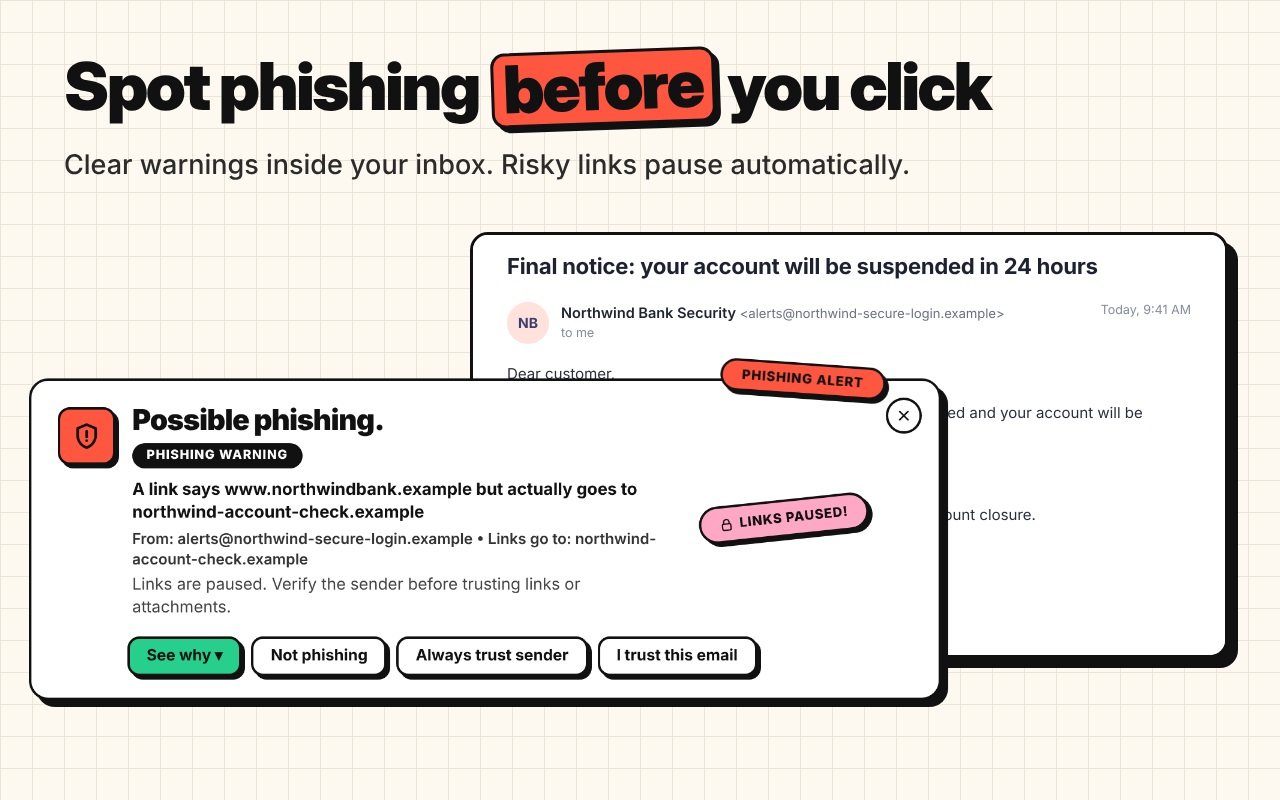 Spot phishing before you click
Clear warnings inside your inbox. Risky links pause automatically.
Final notice: your account will be suspended in 24 hours
NB
Northwind Bank Security <alerts@northwind-secure-login.example>
Today, 9:41 AM
to me
Dear customer,
ed and your account will be
ount closure.
PHISHING ALERT
Possible phishing.
PHISHING WARNING
A link says www.northwindbank.example but actually goes to
northwind-account-check.example
LINKS PAUSED!
From: alerts@northwind-secure-login.example • Links go to: northwind-
account-check.example
Links are paused. Verify the sender before trusting links or
attachments.
See why ▾
Not phishing
Always trust sender
I trust this email